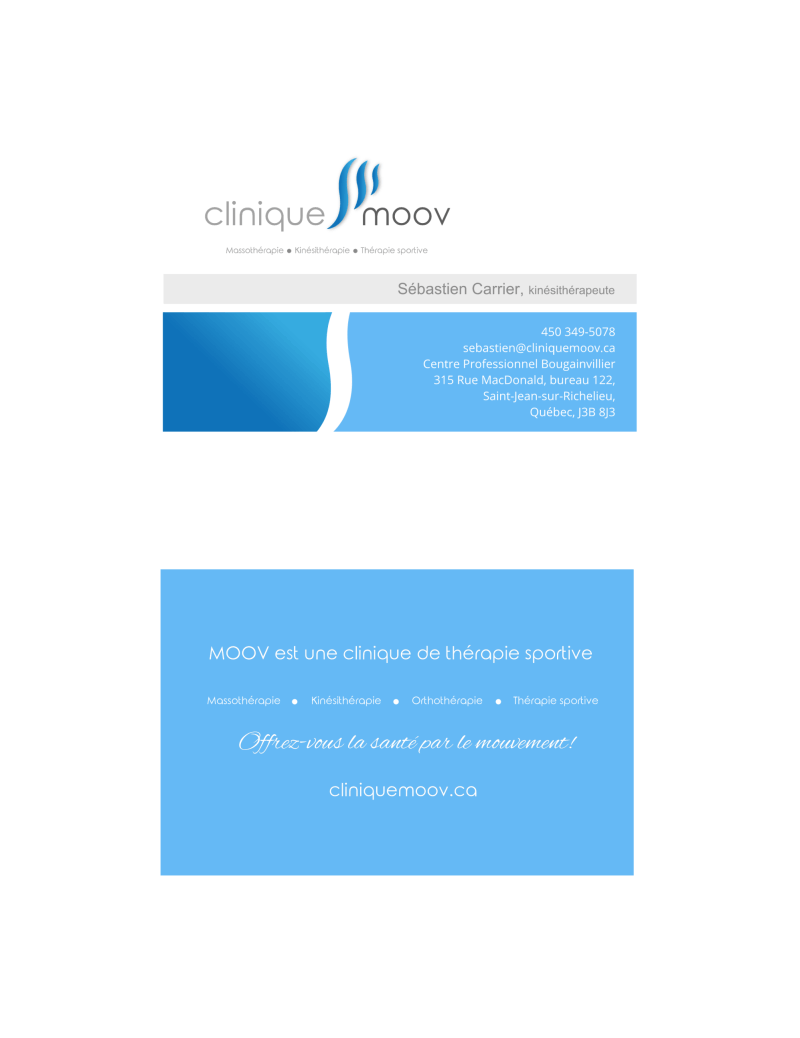 clinique moov
Massothérapie ● Kinésithérapie ● Thérapie sportive
Sébastien Carrier, kinésithérapeute
450 349-5078
sebastien@cliniquemoov.ca
Centre Professionnel Bougainvillier
315 Rue MacDonald, bureau 122,
Saint-Jean-sur-Richelieu,
Québec, J3B 8J3
MOOV est une clinique de thérapie sportive
Massothérapie ● Kinésithérapie ● Orthothérapie ● Thérapie sportive
Offrez-vous la santé par le mouvement!
cliniquemoov.ca